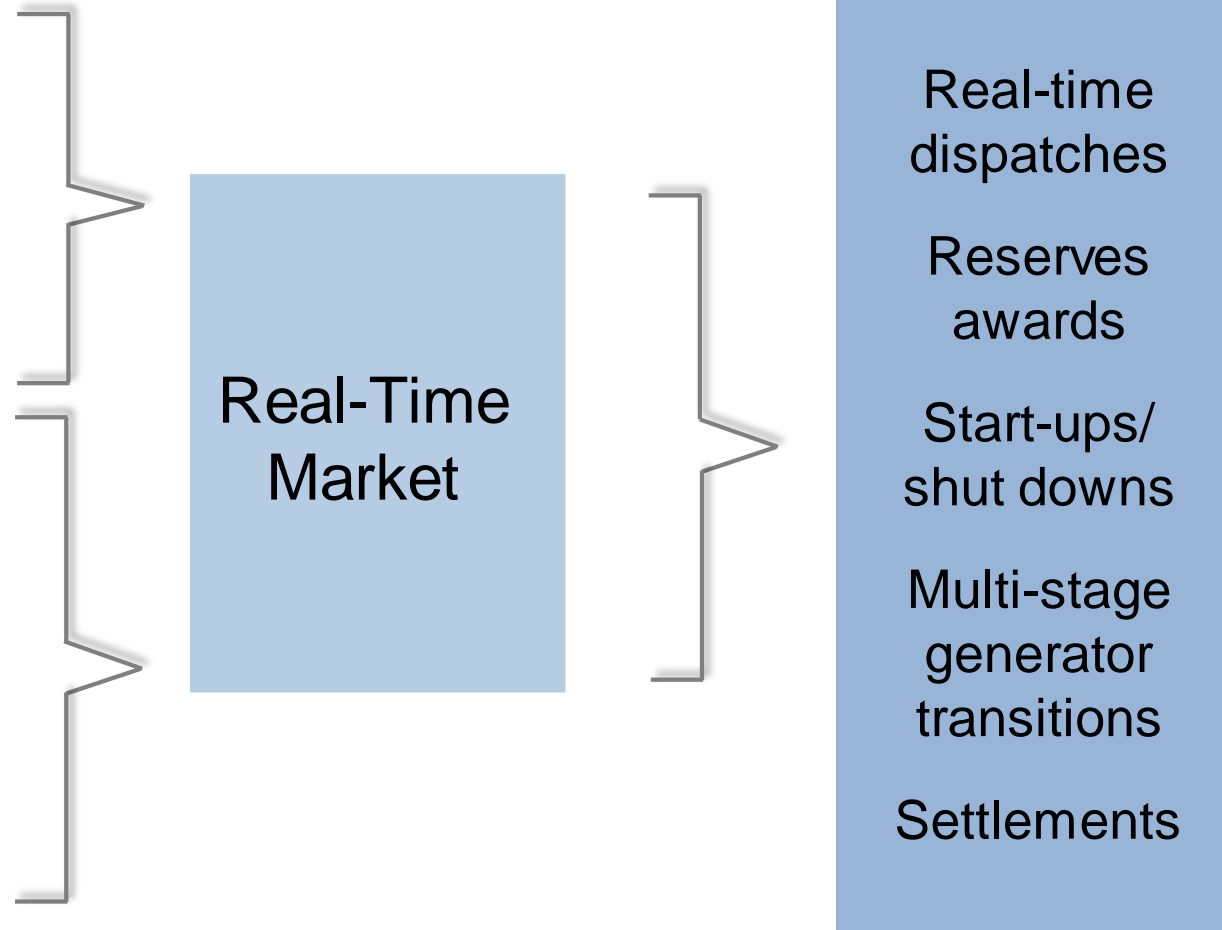 Real-Time
Market
Real-time
dispatches
Reserves
awards
Start-ups/
shut downs
Multi-stage
generator
transitions
Settlements